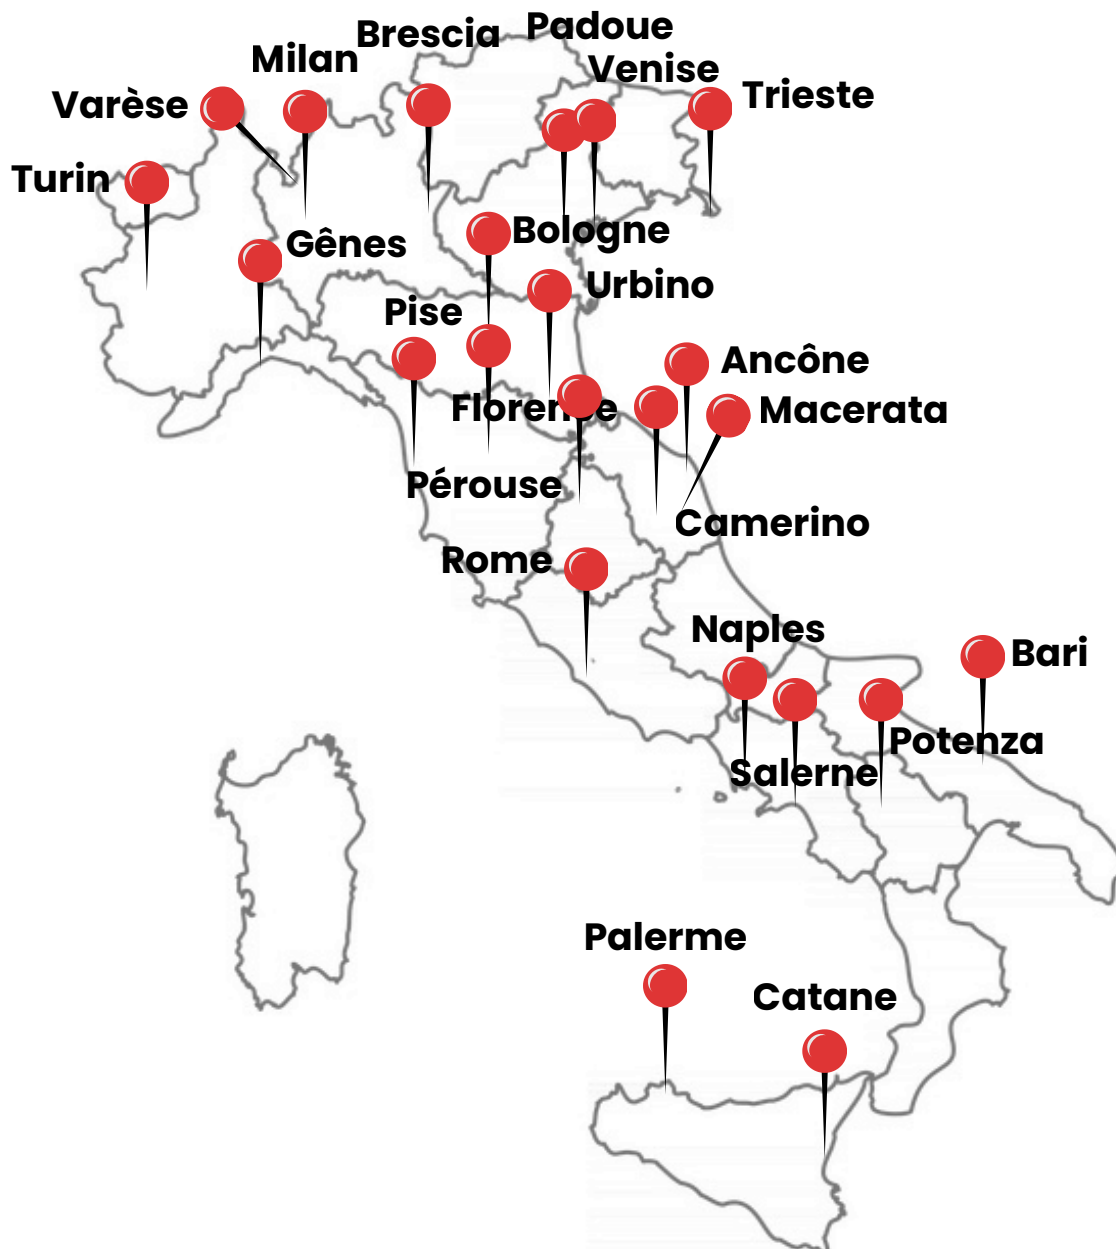 Brescia
Padoue
Milan
Venise
Varèse
Trieste
Turin
Bologne
Gênes
Urbino
Pise
Ancône
Florence
Macerata
Pérouse
Camerino
Rome
Naples
Bari
Potenza
Salerne
Palerme
Catane